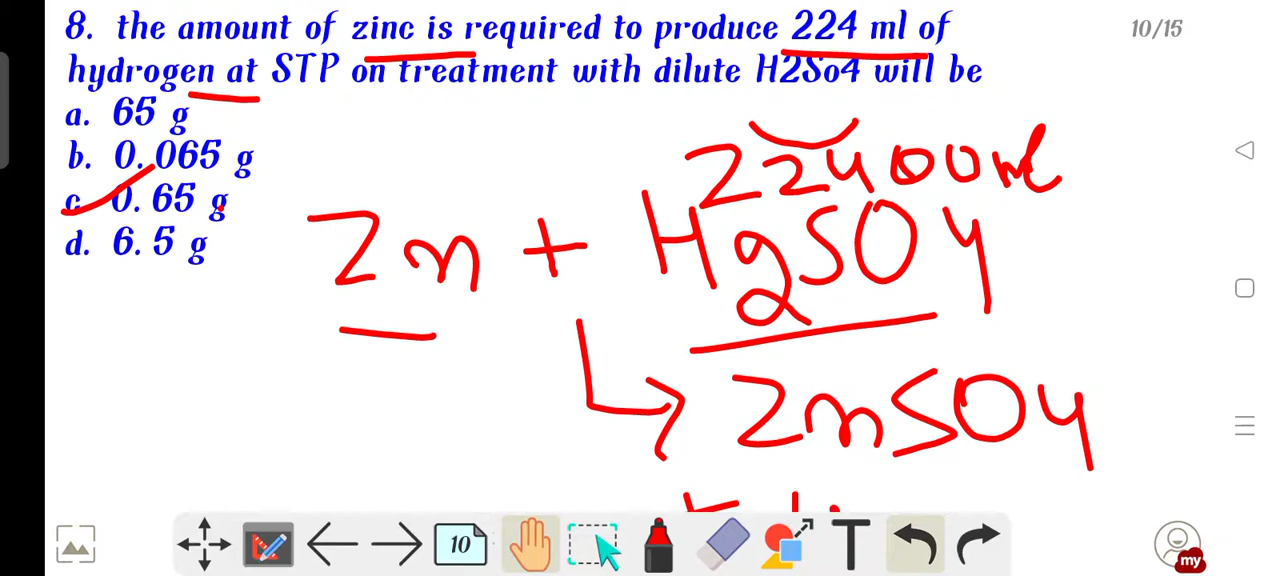 8. the amount of zinc is required to produce 224 ml of
hydrogen at STP on treatment with dilute H2So4 will be
a. 65 g
b. 0.065 g
c 0.65 g
d. 6.5 g
10/15
22400ml
Zn + H2SO4
ZnSO4
10
T
my